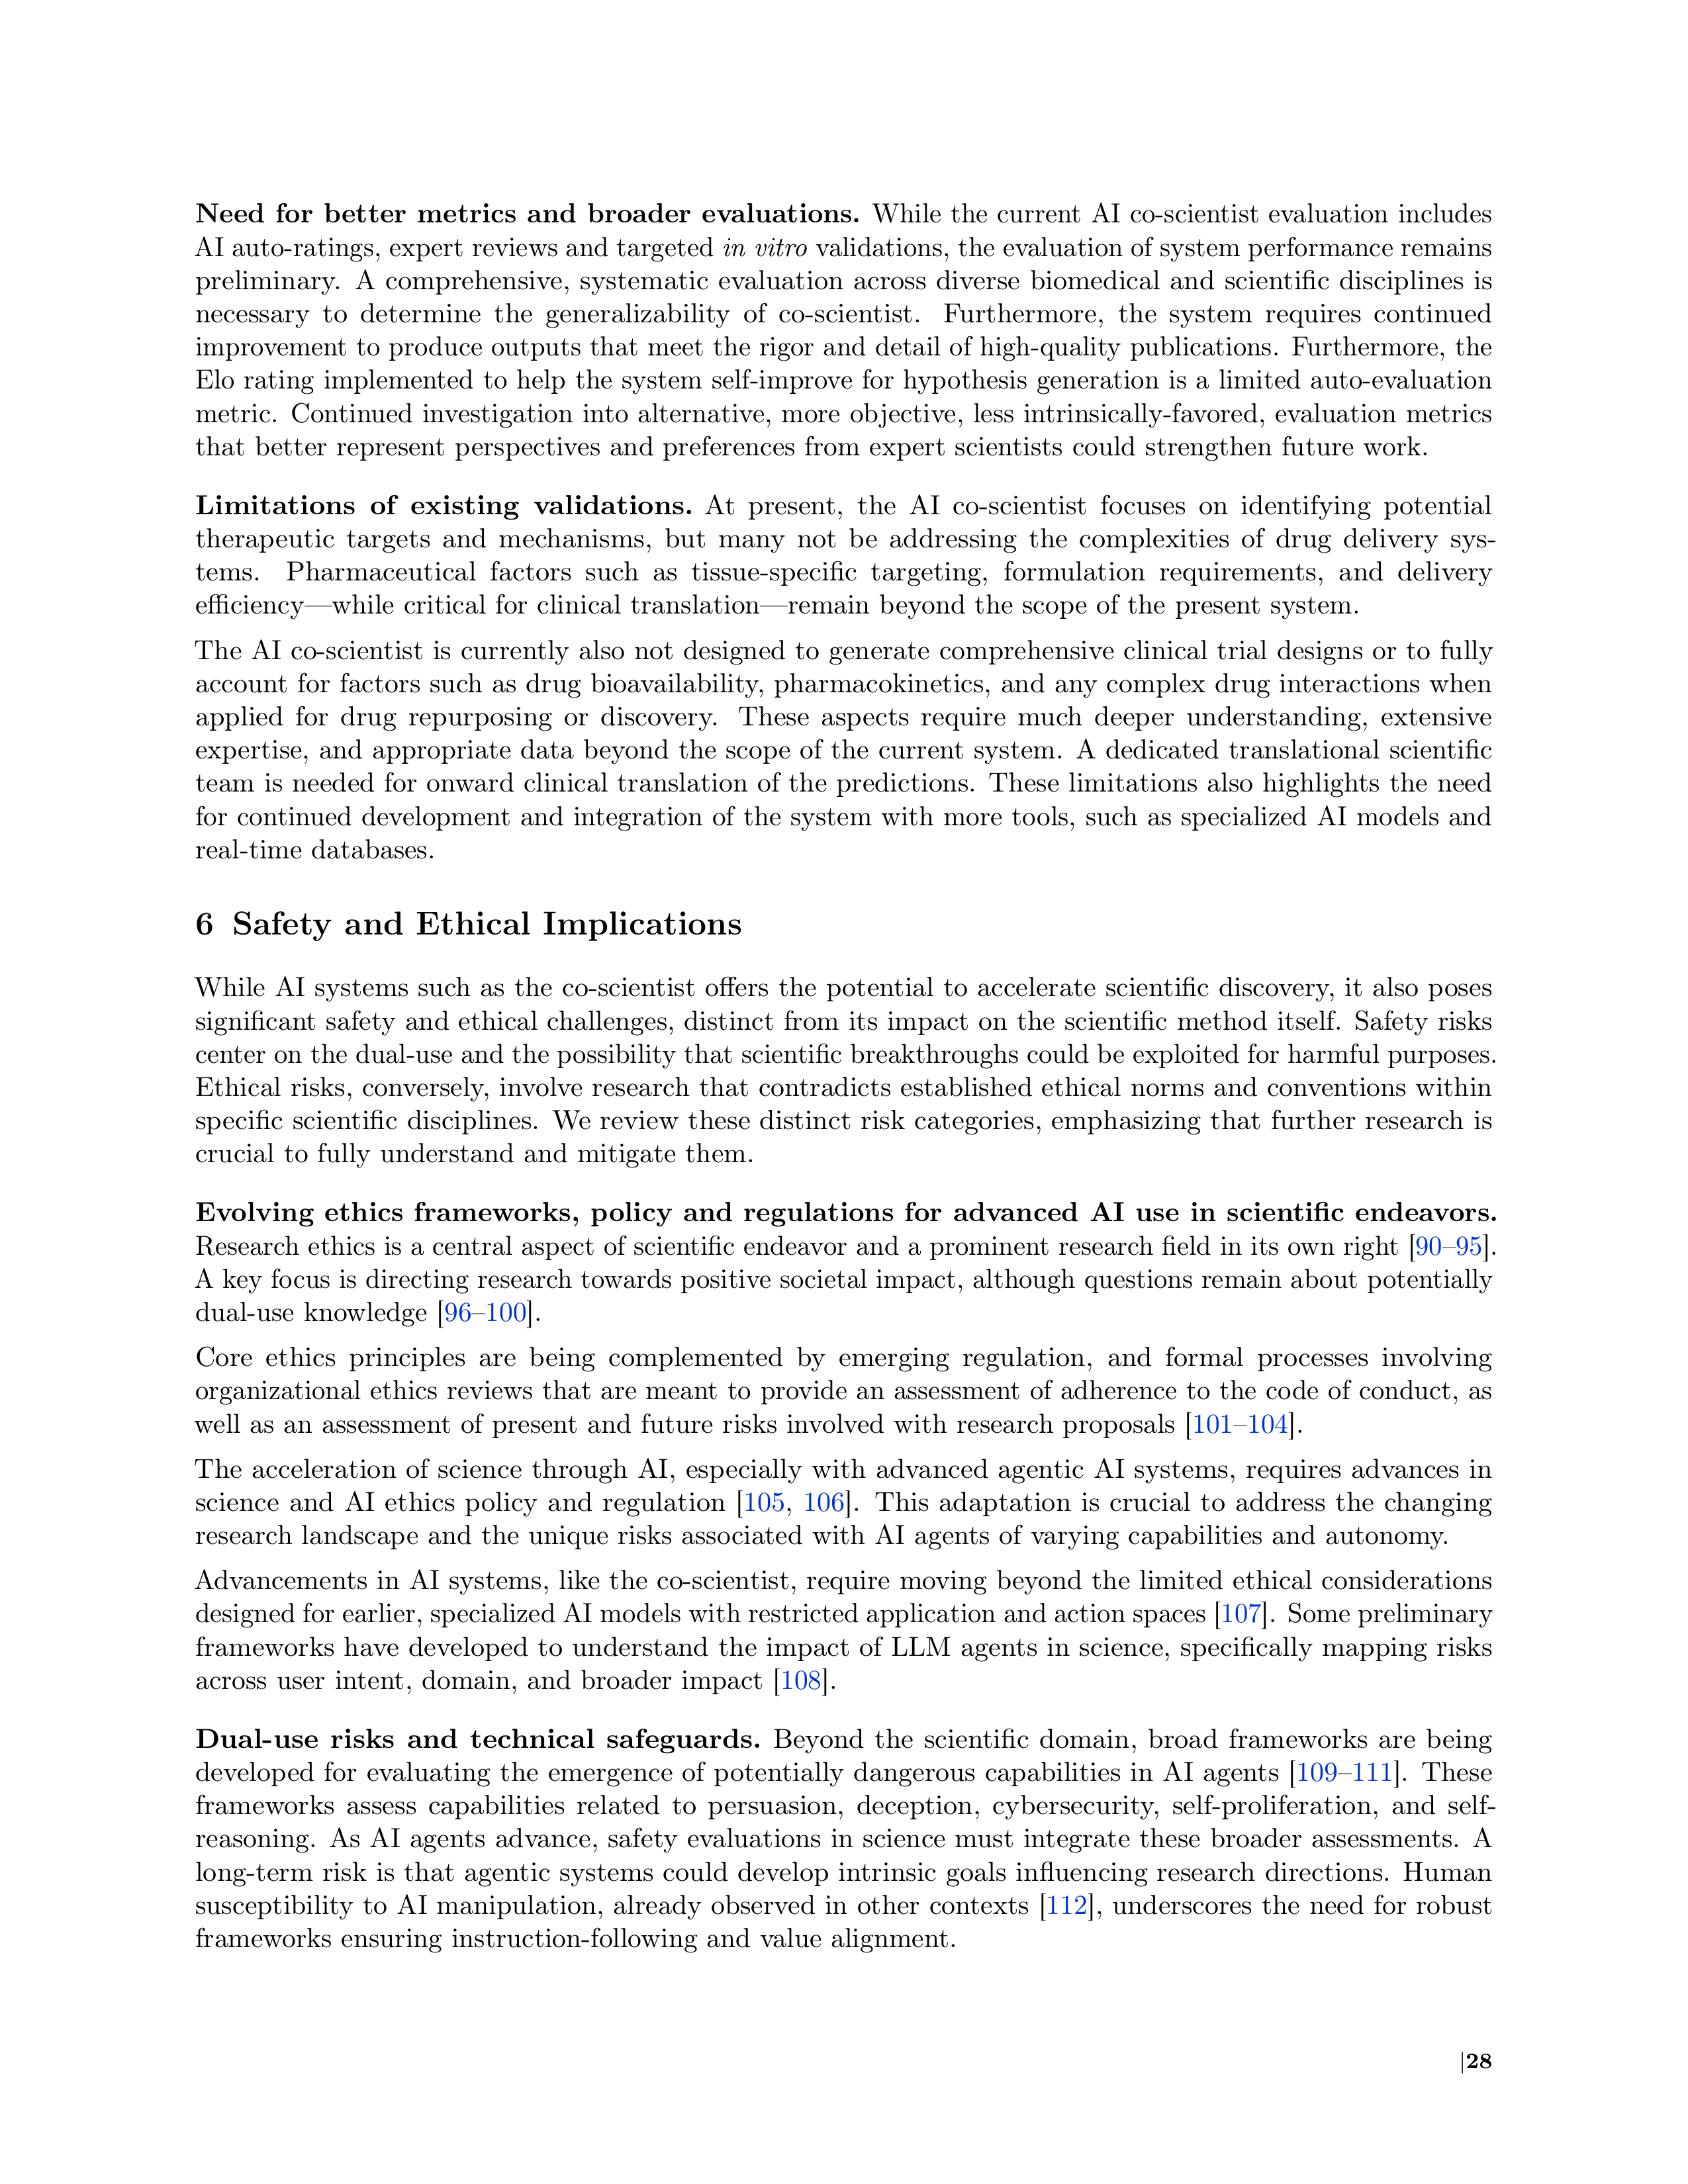 Need for better metrics and broader evaluations. While the current AI co-scientist evaluation includes
AI auto-ratings, expert reviews and targeted in vitro validations, the evaluation of system performance remains
preliminary. A comprehensive, systematic evaluation across diverse biomedical and scientific disciplines is
necessary to determine the generalizability of co-scientist. Furthermore, the system requires continued
improvement to produce outputs that meet the rigor and detail of high-quality publications. Furthermore, the
Elo rating implemented to help the system self-improve for hypothesis generation is a limited auto-evaluation
metric. Continued investigation into alternative, more objective, less intrinsically-favored, evaluation metrics
that better represent perspectives and preferences from expert scientists could strengthen future work.
Limitations of existing validations. At present, the AI co-scientist focuses on identifying potential
therapeutic targets and mechanisms, but many not be addressing the complexities of drug delivery sys-
tems. Pharmaceutical factors such as tissue-specific targeting, formulation requirements, and delivery
efficiency—while critical for clinical translation—remain beyond the scope of the present system.
The AI co-scientist is currently also not designed to generate comprehensive clinical trial designs or to fully
account for factors such as drug bioavailability, pharmacokinetics, and any complex drug interactions when
applied for drug repurposing or discovery. These aspects require much deeper understanding, extensive
expertise, and appropriate data beyond the scope of the current system. A dedicated translational scientific
team is needed for onward clinical translation of the predictions. These limitations also highlights the need
for continued development and integration of the system with more tools, such as specialized AI models and
real-time databases.
6 Safety and Ethical Implications
While AI systems such as the co-scientist offers the potential to accelerate scientific discovery, it also poses
significant safety and ethical challenges, distinct from its impact on the scientific method itself. Safety risks
center on the dual-use and the possibility that scientific breakthroughs could be exploited for harmful purposes.
Ethical risks, conversely, involve research that contradicts established ethical norms and conventions within
specific scientific disciplines. We review these distinct risk categories, emphasizing that further research is
crucial to fully understand and mitigate them.
Evolving ethics frameworks, policy and regulations for advanced AI use in scientific endeavors.
Research ethics is a central aspect of scientific endeavor and a prominent research field in its own right [90–95].
A key focus is directing research towards positive societal impact, although questions remain about potentially
dual-use knowledge [96–100].
Core ethics principles are being complemented by emerging regulation, and formal processes involving
organizational ethics reviews that are meant to provide an assessment of adherence to the code of conduct, as
well as an assessment of present and future risks involved with research proposals [101–104].
The acceleration of science through AI, especially with advanced agentic AI systems, requires advances in
science and AI ethics policy and regulation [105, 106]. This adaptation is crucial to address the changing
research landscape and the unique risks associated with AI agents of varying capabilities and autonomy.
Advancements in AI systems, like the co-scientist, require moving beyond the limited ethical considerations
designed for earlier, specialized AI models with restricted application and action spaces [107]. Some preliminary
frameworks have developed to understand the impact of LLM agents in science, specifically mapping risks
across user intent, domain, and broader impact [108].
Dual-use risks and technical safeguards. Beyond the scientific domain, broad frameworks are being
developed for evaluating the emergence of potentially dangerous capabilities in AI agents [109–111]. These
frameworks assess capabilities related to persuasion, deception, cybersecurity, self-proliferation, and self-
reasoning. As AI agents advance, safety evaluations in science must integrate these broader assessments. A
long-term risk is that agentic systems could develop intrinsic goals influencing research directions. Human
susceptibility to AI manipulation, already observed in other contexts [112], underscores the need for robust
frameworks ensuring instruction-following and value alignment.
|28